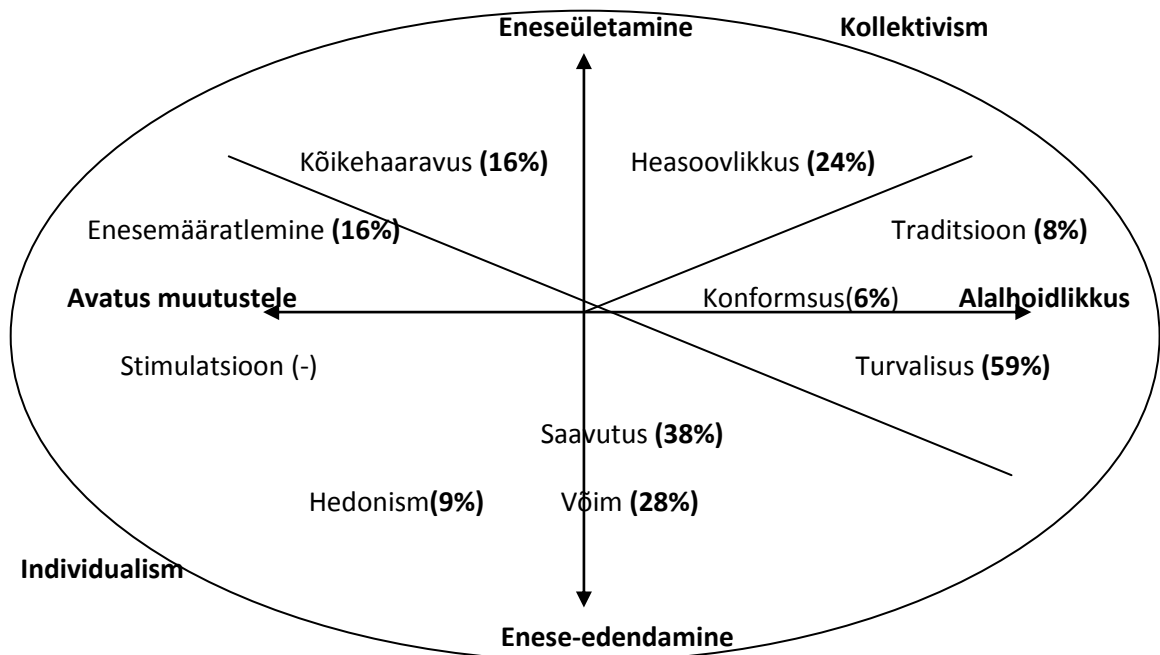 Eneseületamine Kollektivism
Kõikehaaravus (16%) Heasoovlikkus (24%)
Enesemääratlemine (16%) Traditsioon (8%)
Avatus muutustele Konformsus(6%) Alalhoidlikkus
Stimulatsioon (-) Turvalisus (59%)
Saavutus (38%)
Hedonism(9%) Võim (28%)
Individualism
Enese-edendamine